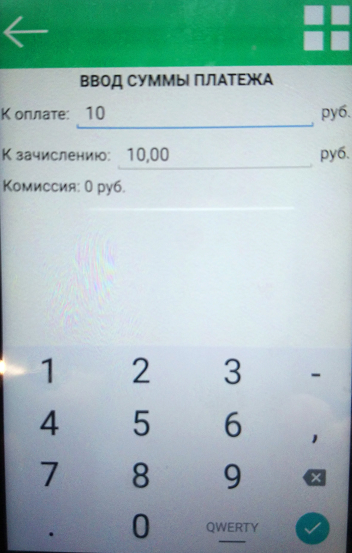 ВВОД СУММЫ ПЛАТЕЖА
К оплате: 10 руб.
К зачислению: 10,00 руб.
Комиссия: 0 руб.
1 2 3 -
4 5 6 ,
7 8 9
. 0 QWERTY